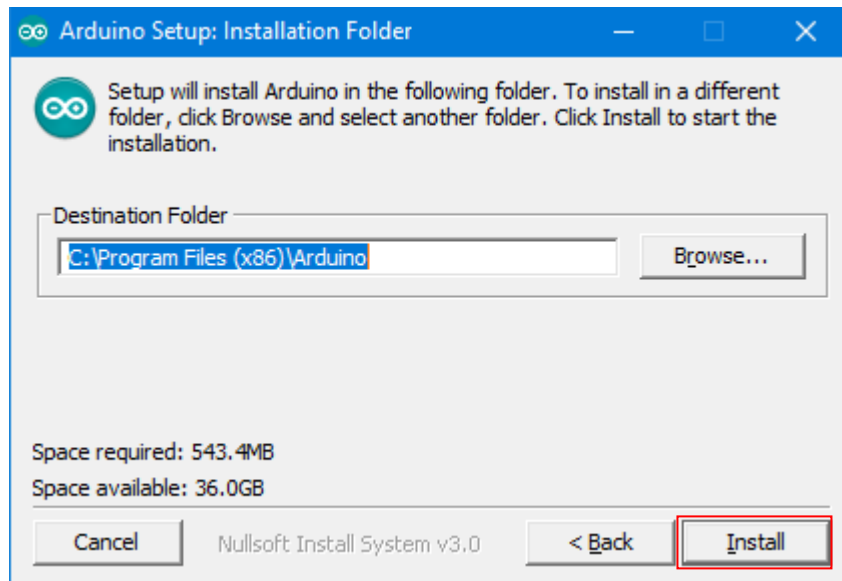 Arduino Setup: Installation Folder
Setup will install Arduino in the following folder. To install in a different
folder, click Browse and select another folder. Click Install to start the
installation.
Destination Folder
C:\Program Files (x86)\Arduino
Browse...
Space required: 543.4MB
Space available: 36.0GB
Cancel
Nullsoft Install System v3.0
< Back
Install